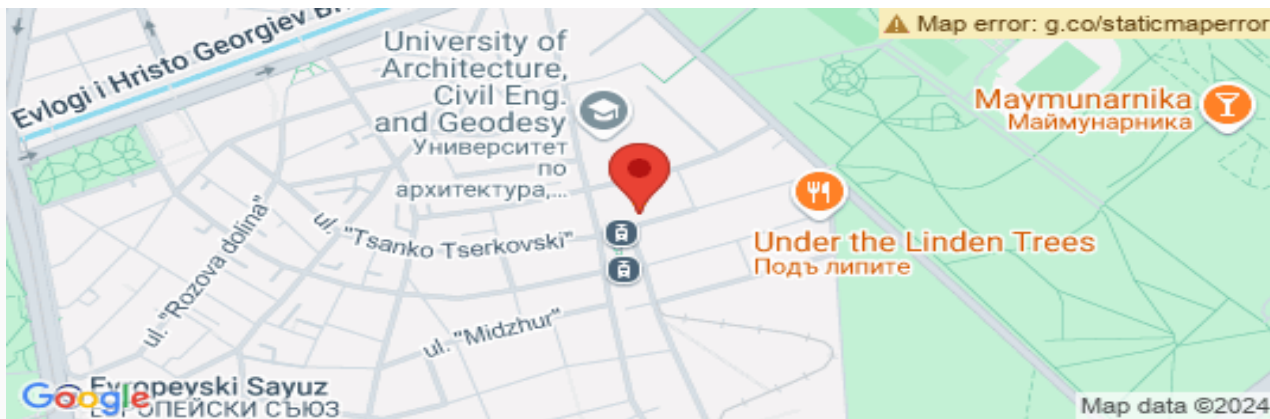 Map error: g.co/staticmaperror
Evlogi i Hristo Georgiev B
University of
Architecture,
Civil Eng.
and Geodesy
Университет
по
архитектура,...
Maymunarnika
Маймунарника
ul. "Rozova dolina"
ul. "Tsanko Tserkovski"
Under the Linden Trees
Подъ липите
ul. "Midzhur"
Evropeyski Sayuz
ЕВРОПЕЙСКИ СЪЮЗ
Google
Map data ©2024